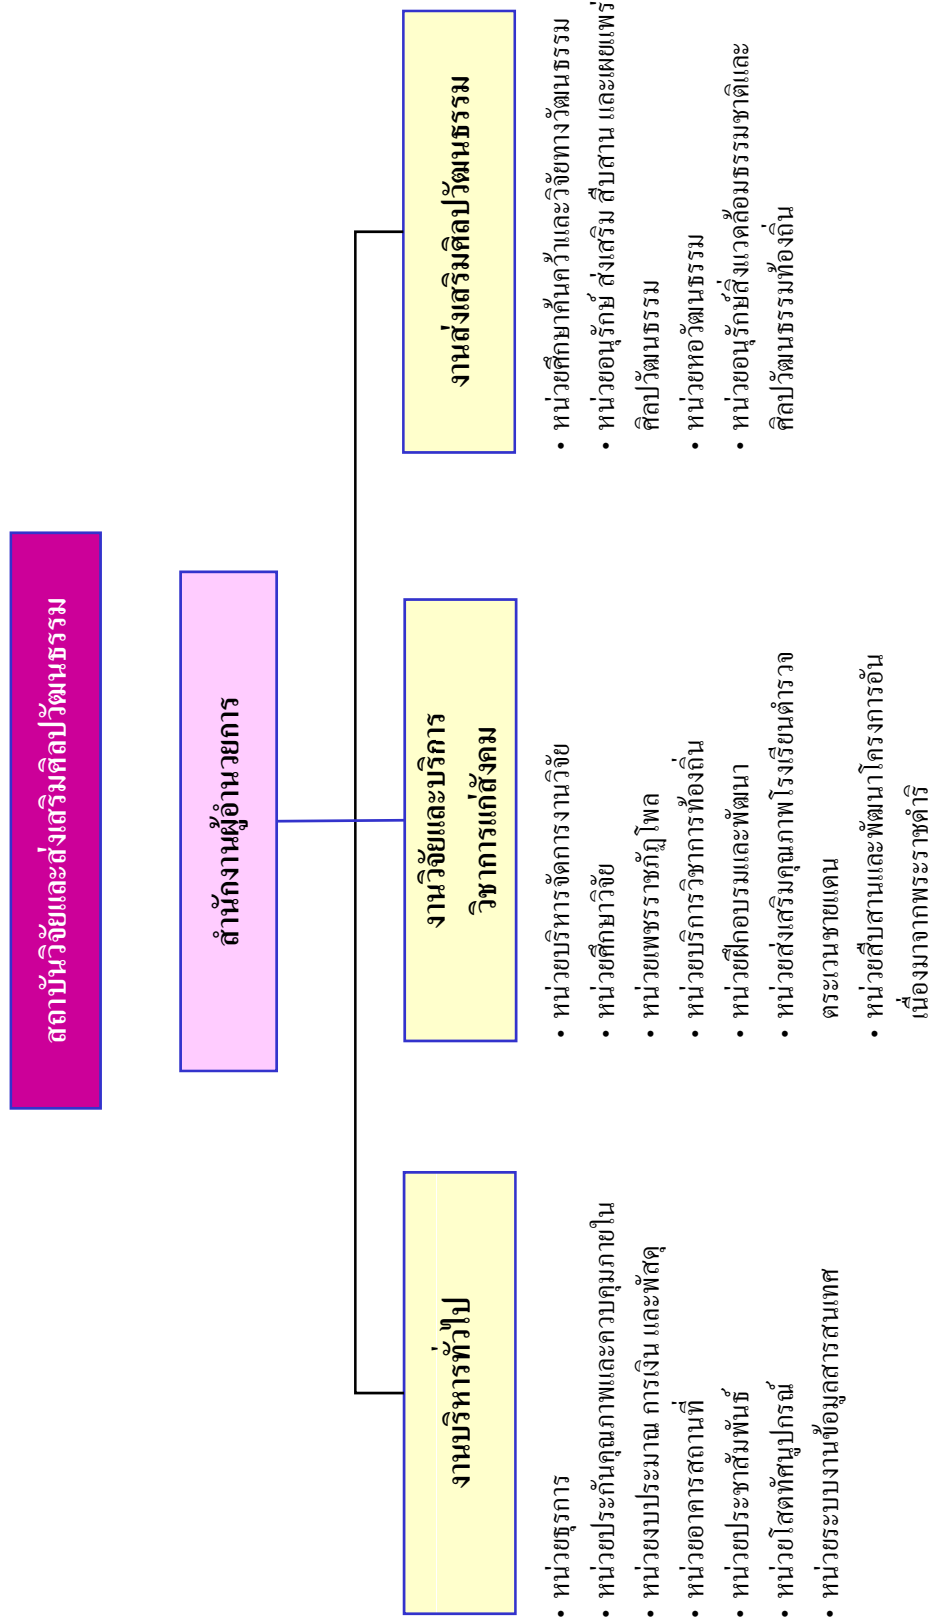 สถาบันวิจัยและส่งเสริมศิลปวัฒนธรรม
สำนักงานผู้อำนวยการ
งานบริหารทั่วไป
• หน่วยธุรการ
• หน่วยประกันคุณภาพและควบคุมภายใน
• หน่วยงบประมาณ การเงิน และพัสดุ
• หน่วยอาคารสถานที่
• หน่วยประชาสัมพันธ์
• หน่วยโสตทัศนูปกรณ์
• หน่วยระบบงานข้อมูลสารสนเทศ
งานวิจัยและบริการ
วิชาการแก่สังคม
• หน่วยบริหารจัดการงานวิจัย
• หน่วยศึกษาวิจัย
• หน่วยเพชรราชภัฏโพล
• หน่วยบริการวิชาการท้องถิ่น
• หน่วยฝึกอบรมและพัฒนา
• หน่วยส่งเสริมคุณภาพโรงเรียนตำรวจ
ตระเวนชายแดน
• หน่วยสืบสานและพัฒนาโครงการอัน
เนื่องมาจากพระราชดำริ
งานส่งเสริมศิลปวัฒนธรรม
• หน่วยศึกษาค้นคว้าและวิจัยทางวัฒนธรรม
• หน่วยอนุรักษ์ ส่งเสริม สืบสาน และเผยแพร่
ศิลปวัฒนธรรม
• หน่วยหอวัฒนธรรม
• หน่วยอนุรักษ์สิ่งแวดล้อมธรรมชาติและ
ศิลปวัฒนธรรมท้องถิ่น